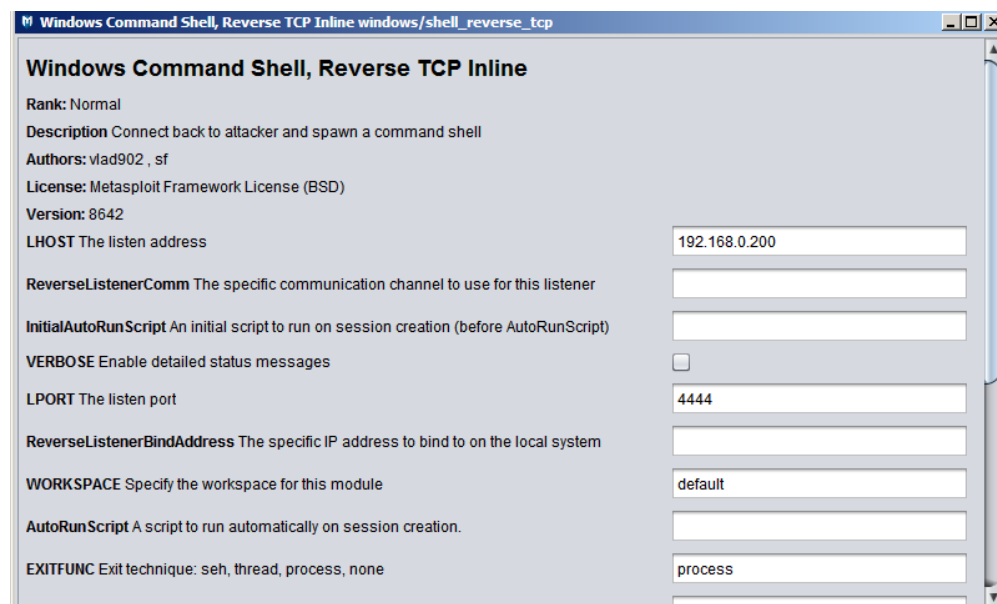 Windows Command Shell, Reverse TCP Inline windows/shell_reverse_tcp
Windows Command Shell, Reverse TCP Inline
Rank: Normal
Description Connect back to attacker and spawn a command shell
Authors: vlad902 , sf
License: Metasploit Framework License (BSD)
Version: 8642
LHOST The listen address 192.168.0.200
ReverseListenerComm The specific communication channel to use for this listener
InitialAutoRunScript An initial script to run on session creation (before AutoRunScript)
VERBOSE Enable detailed status messages
LPORT The listen port 4444
ReverseListenerBindAddress The specific IP address to bind to on the local system
WORKSPACE Specify the workspace for this module default
AutoRunScript A script to run automatically on session creation.
EXITFUNC Exit technique: seh, thread, process, none process